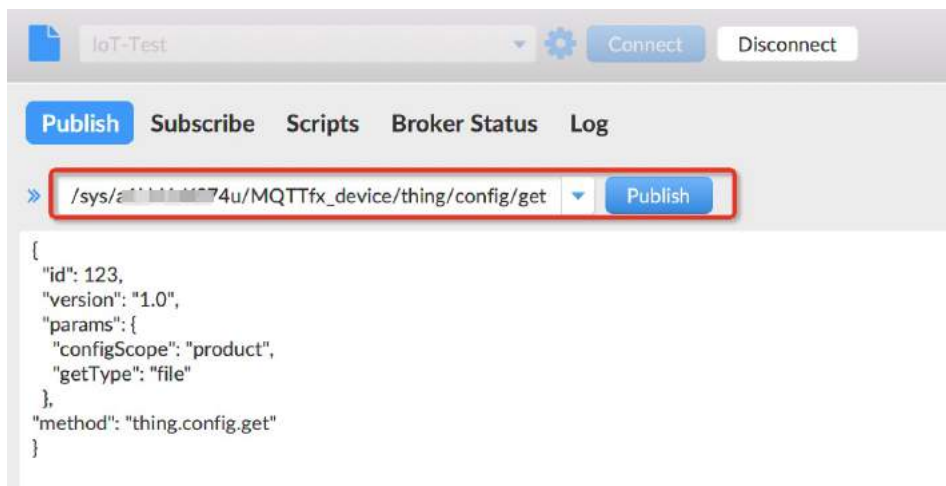 IoT-Test
Connect
Disconnect
Publish Subscribe Scripts Broker Status Log
» /sys/a 74u/MQTTfx_device/thing/config/get Publish
{
"id": 123,
"version": "1.0",
"params": {
"configScope": "product",
"getType": "file"
},
"method": "thing.config.get"
}